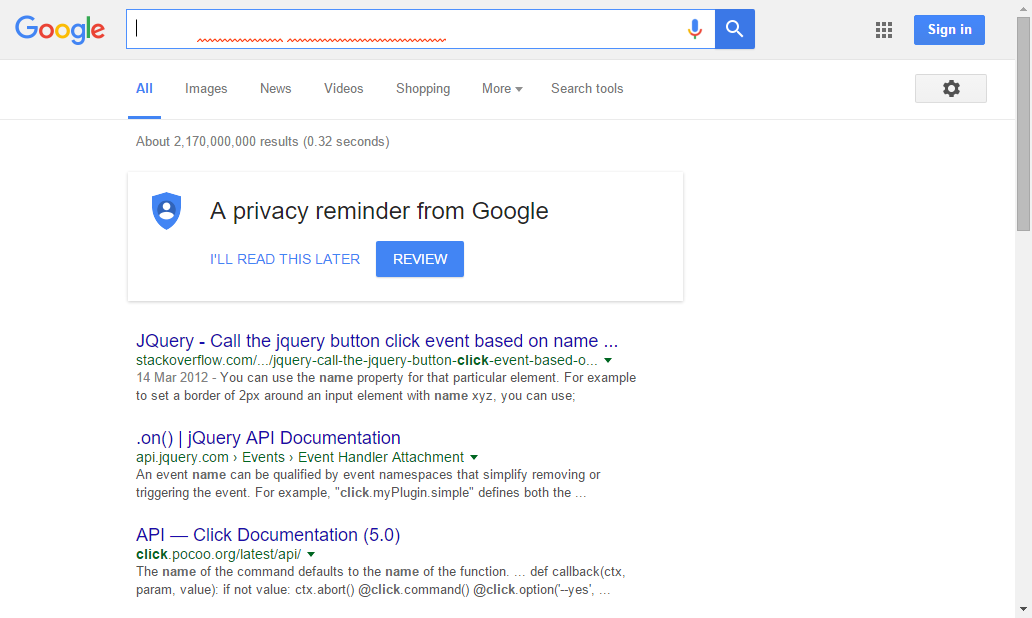 Google
Sign in
All Images News Videos Shopping More Search tools
About 2,170,000,000 results (0.32 seconds)
A privacy reminder from Google
I'LL READ THIS LATER REVIEW
JQuery - Call the jquery button click event based on name ...
stackoverflow.com/.../jquery-call-the-jquery-button-click-event-based-o...
14 Mar 2012 - You can use the name property for that particular element. For example
to set a border of 2px around an input element with name xyz, you can use;
.on() | jQuery API Documentation
api.jquery.com › Events › Event Handler Attachment
An event name can be qualified by event namespaces that simplify removing or
triggering the event. For example, "click.myPlugin.simple" defines both the ...
API — Click Documentation (5.0)
click.pocoo.org/latest/api/
The name of the command defaults to the name of the function. ... def callback(ctx,
param, value): if not value: ctx.abort() @click.command() @click.option('--yes', ...